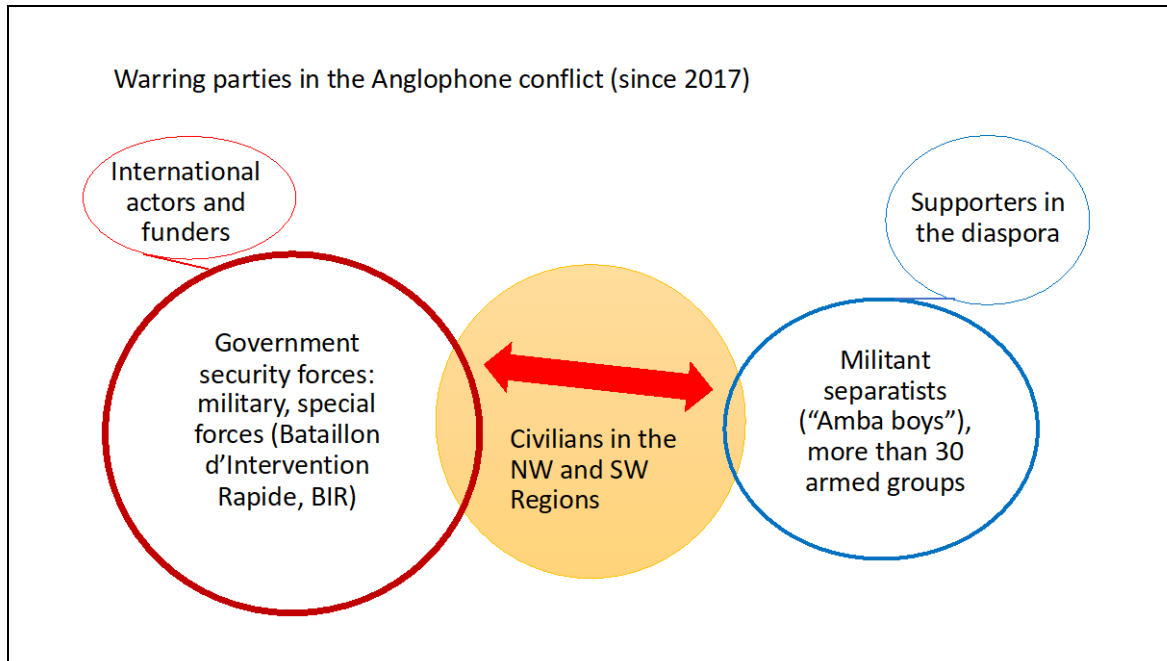 Warring parties in the Anglophone conflict (since 2017)
International
actors and
funders
Supporters in
the diaspora
Government
security forces:
military, special
forces (Bataillon
d’Intervention
Rapide, BIR)
Civilians in the
NW and SW
Regions
Militant
separatists
(“Amba boys”),
more than 30
armed groups